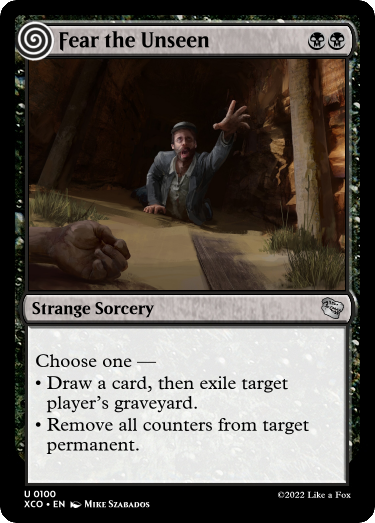 Fear the Unseen
Strange Sorcery
Choose one —
• Draw a card, then exile target
player's graveyard.
• Remove all counters from target
permanent.
U 0100
XCO • EN Mike Szabados
©2022 Like a Fox